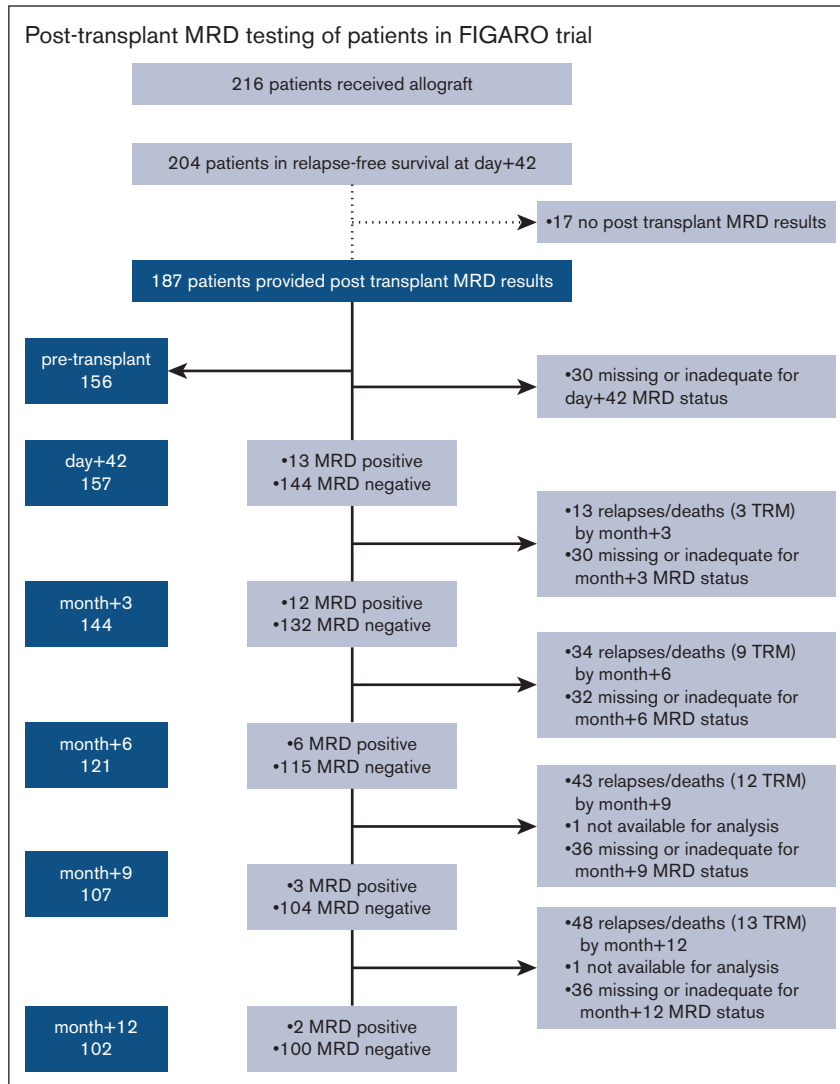 Post-transplant MRD testing of patients in FIGARO trial
216 patients received allograft
204 patients in relapse-free survival at day+42
•17 no post transplant MRD results
187 patients provided post transplant MRD results
pre-transplant
156
•30 missing or inadequate for
day+42 MRD status
day+42
157
•13 MRD positive
•144 MRD negative
•13 relapses/deaths (3 TRM)
by month+3
•30 missing or inadequate for
month+3 MRD status
month+3
144
•12 MRD positive
•132 MRD negative
•34 relapses/deaths (9 TRM)
by month+6
•32 missing or inadequate for
month+6 MRD status
month+6
121
•6 MRD positive
•115 MRD negative
•43 relapses/deaths (12 TRM)
by month+9
•1 not available for analysis
•36 missing or inadequate for
month+9 MRD status
month+9
107
•3 MRD positive
•104 MRD negative
•48 relapses/deaths (13 TRM)
by month+12
•1 not available for analysis
•36 missing or inadequate for
month+12 MRD status
month+12
102
•2 MRD positive
•100 MRD negative